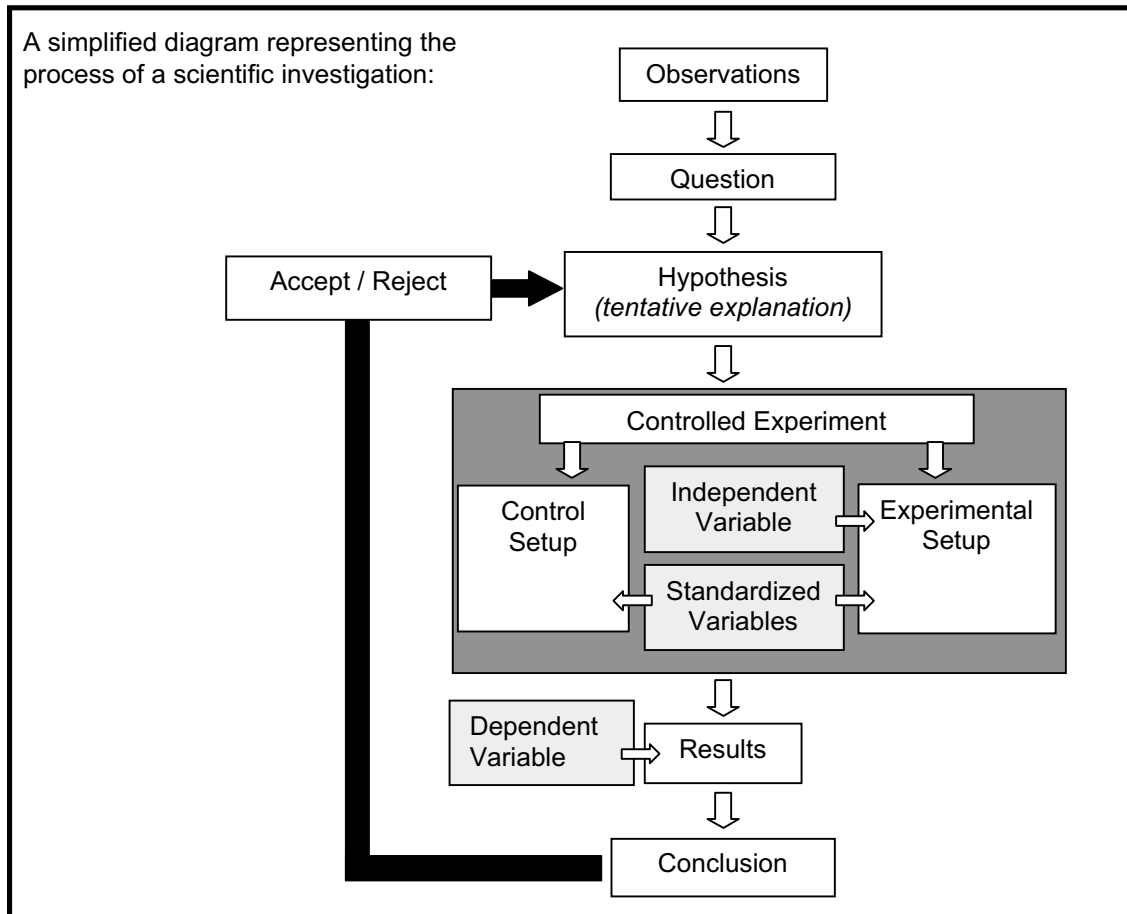 A simplified diagram representing the
process of a scientific investigation:
Observations
Question
Accept / Reject
Hypothesis
(tentative explanation)
Controlled Experiment
Control
Setup
Independent
Variable
Experimental
Setup
Standardized
Variables
Dependent
Variable
Results
Conclusion